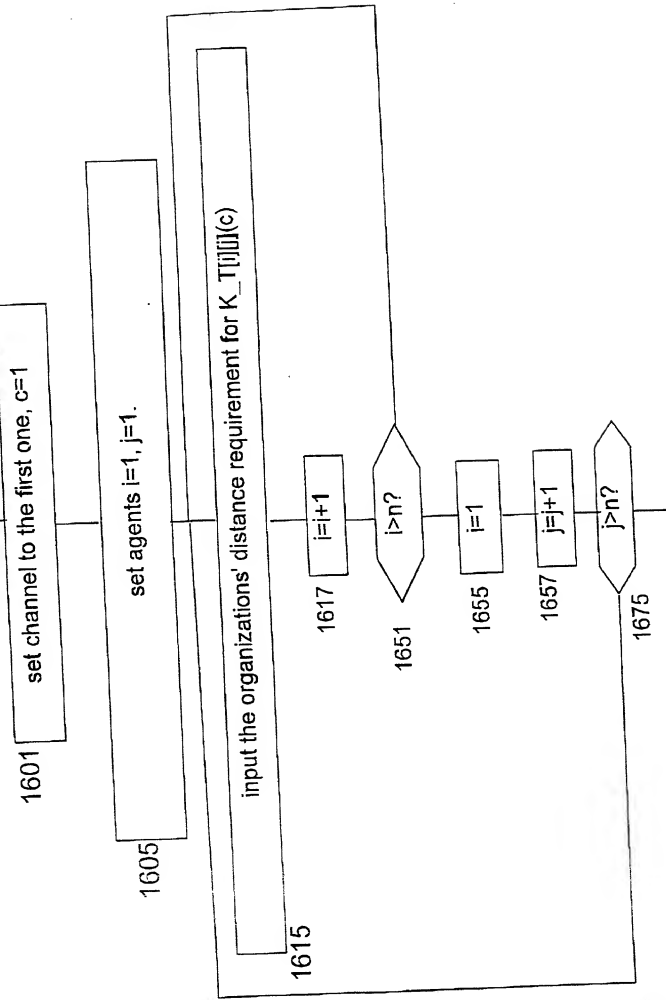 1601
set channel to the first one, c=1
1605
set agents i=1, j=1.
1615
input the organizations' distance requirement for K_T[i][j](c)
1617
i=i+1
1651
i>n?
1655
i=1
1657
j=j+1
1675
j>n?